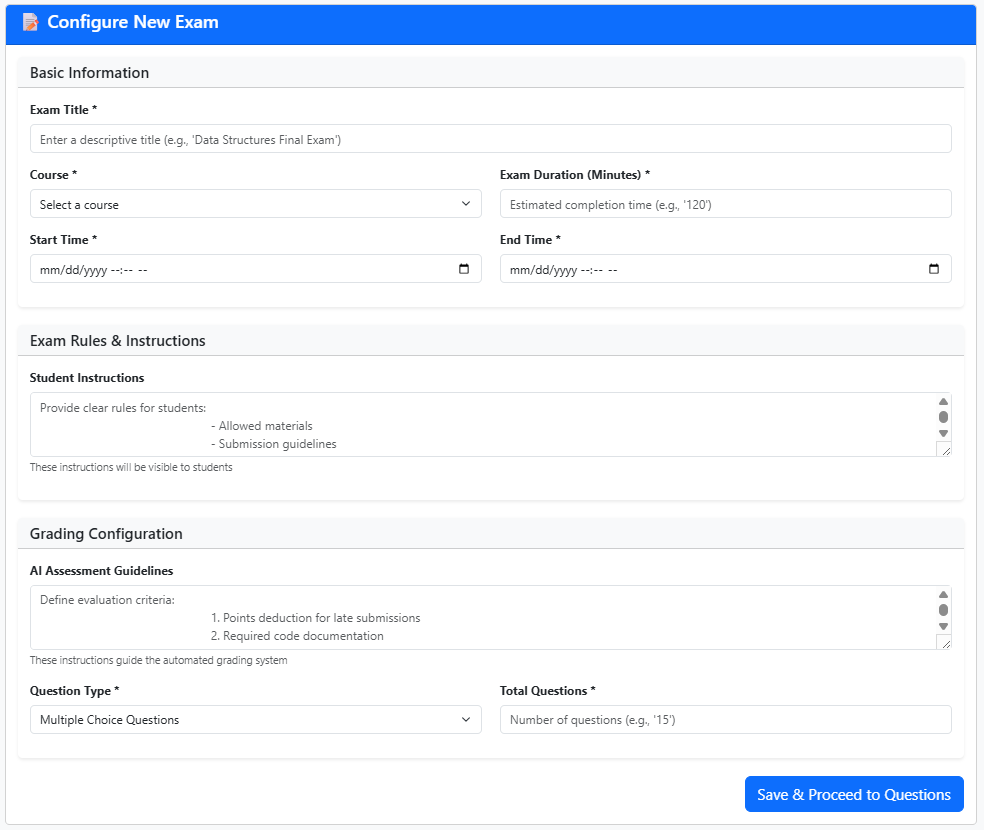 Configure New Exam
Basic Information
Exam Title *
Enter a descriptive title (e.g., 'Data Structures Final Exam')
Course *
Exam Duration (Minutes) *
Select a course
Estimated completion time (e.g., '120')
Start Time *
End Time *
mm/dd/yyyy --:-- --
mm/dd/yyyy --:-- --
Exam Rules & Instructions
Student Instructions
Provide clear rules for students:
- Allowed materials
- Submission guidelines
These instructions will be visible to students
Grading Configuration
AI Assessment Guidelines
Define evaluation criteria:
1. Points deduction for late submissions
2. Required code documentation
These instructions guide the automated grading system
Question Type *
Total Questions *
Multiple Choice Questions
Number of questions (e.g., '15')
Save & Proceed to Questions